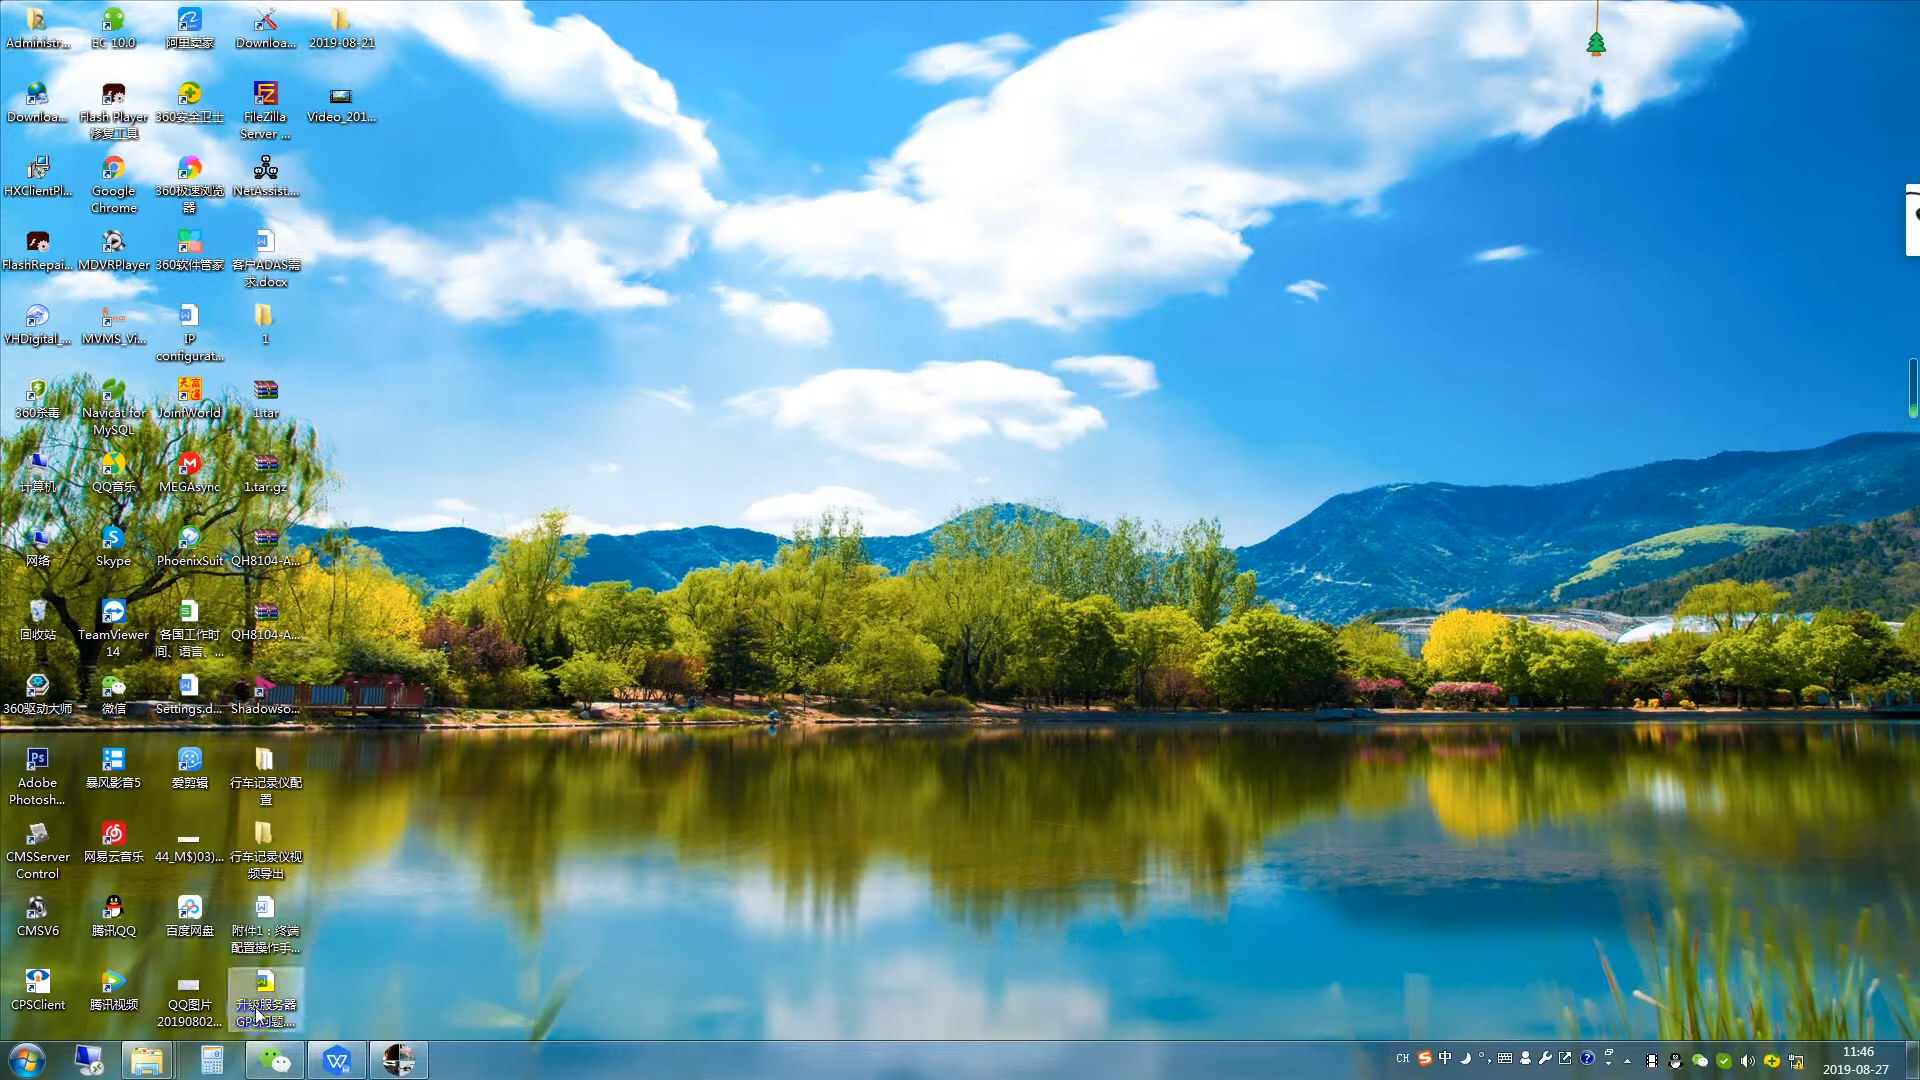 Administr...
EC 10.0
阿里卖家
Downloa...
2019-08-21
Downloa...
Flash Player
修复工具
360安全卫士
FileZilla
Server ...
Video_201...
HXClientPl...
Google
Chrome
360极速浏览
器
NetAssist....
FlashRepai...
MDVRPlayer
360软件管家
客户ADAS需
求.docx
YHDigital_...
MVMS_Vi...
IP
configurat...
1
360杀毒
Navicat for
MySQL
JoinfWorld
1.tar
计算机
QQ音乐
MEGAsync
1.tar.gz
网络
Skype
PhoenixSuit
QH8104-A...
回收站
TeamViewer
14
各国工作时
间、语言、...
QH8104-A...
360驱动大师
微信
Settings.d...
Shadowso...
Adobe
Photosh...
暴风影音5
爱剪辑
行车记录仪配
置
CMSServer
Control
网易云音乐
44_M$)03)...
行车记录仪视
频导出
CMSV6
腾讯QQ
百度网盘
附件1：终端
配置操作手...
CPSClient
腾讯视频
QQ图片
20190802...
升级服务器
GPS问题....
CH
中
11:46
2019-08-27